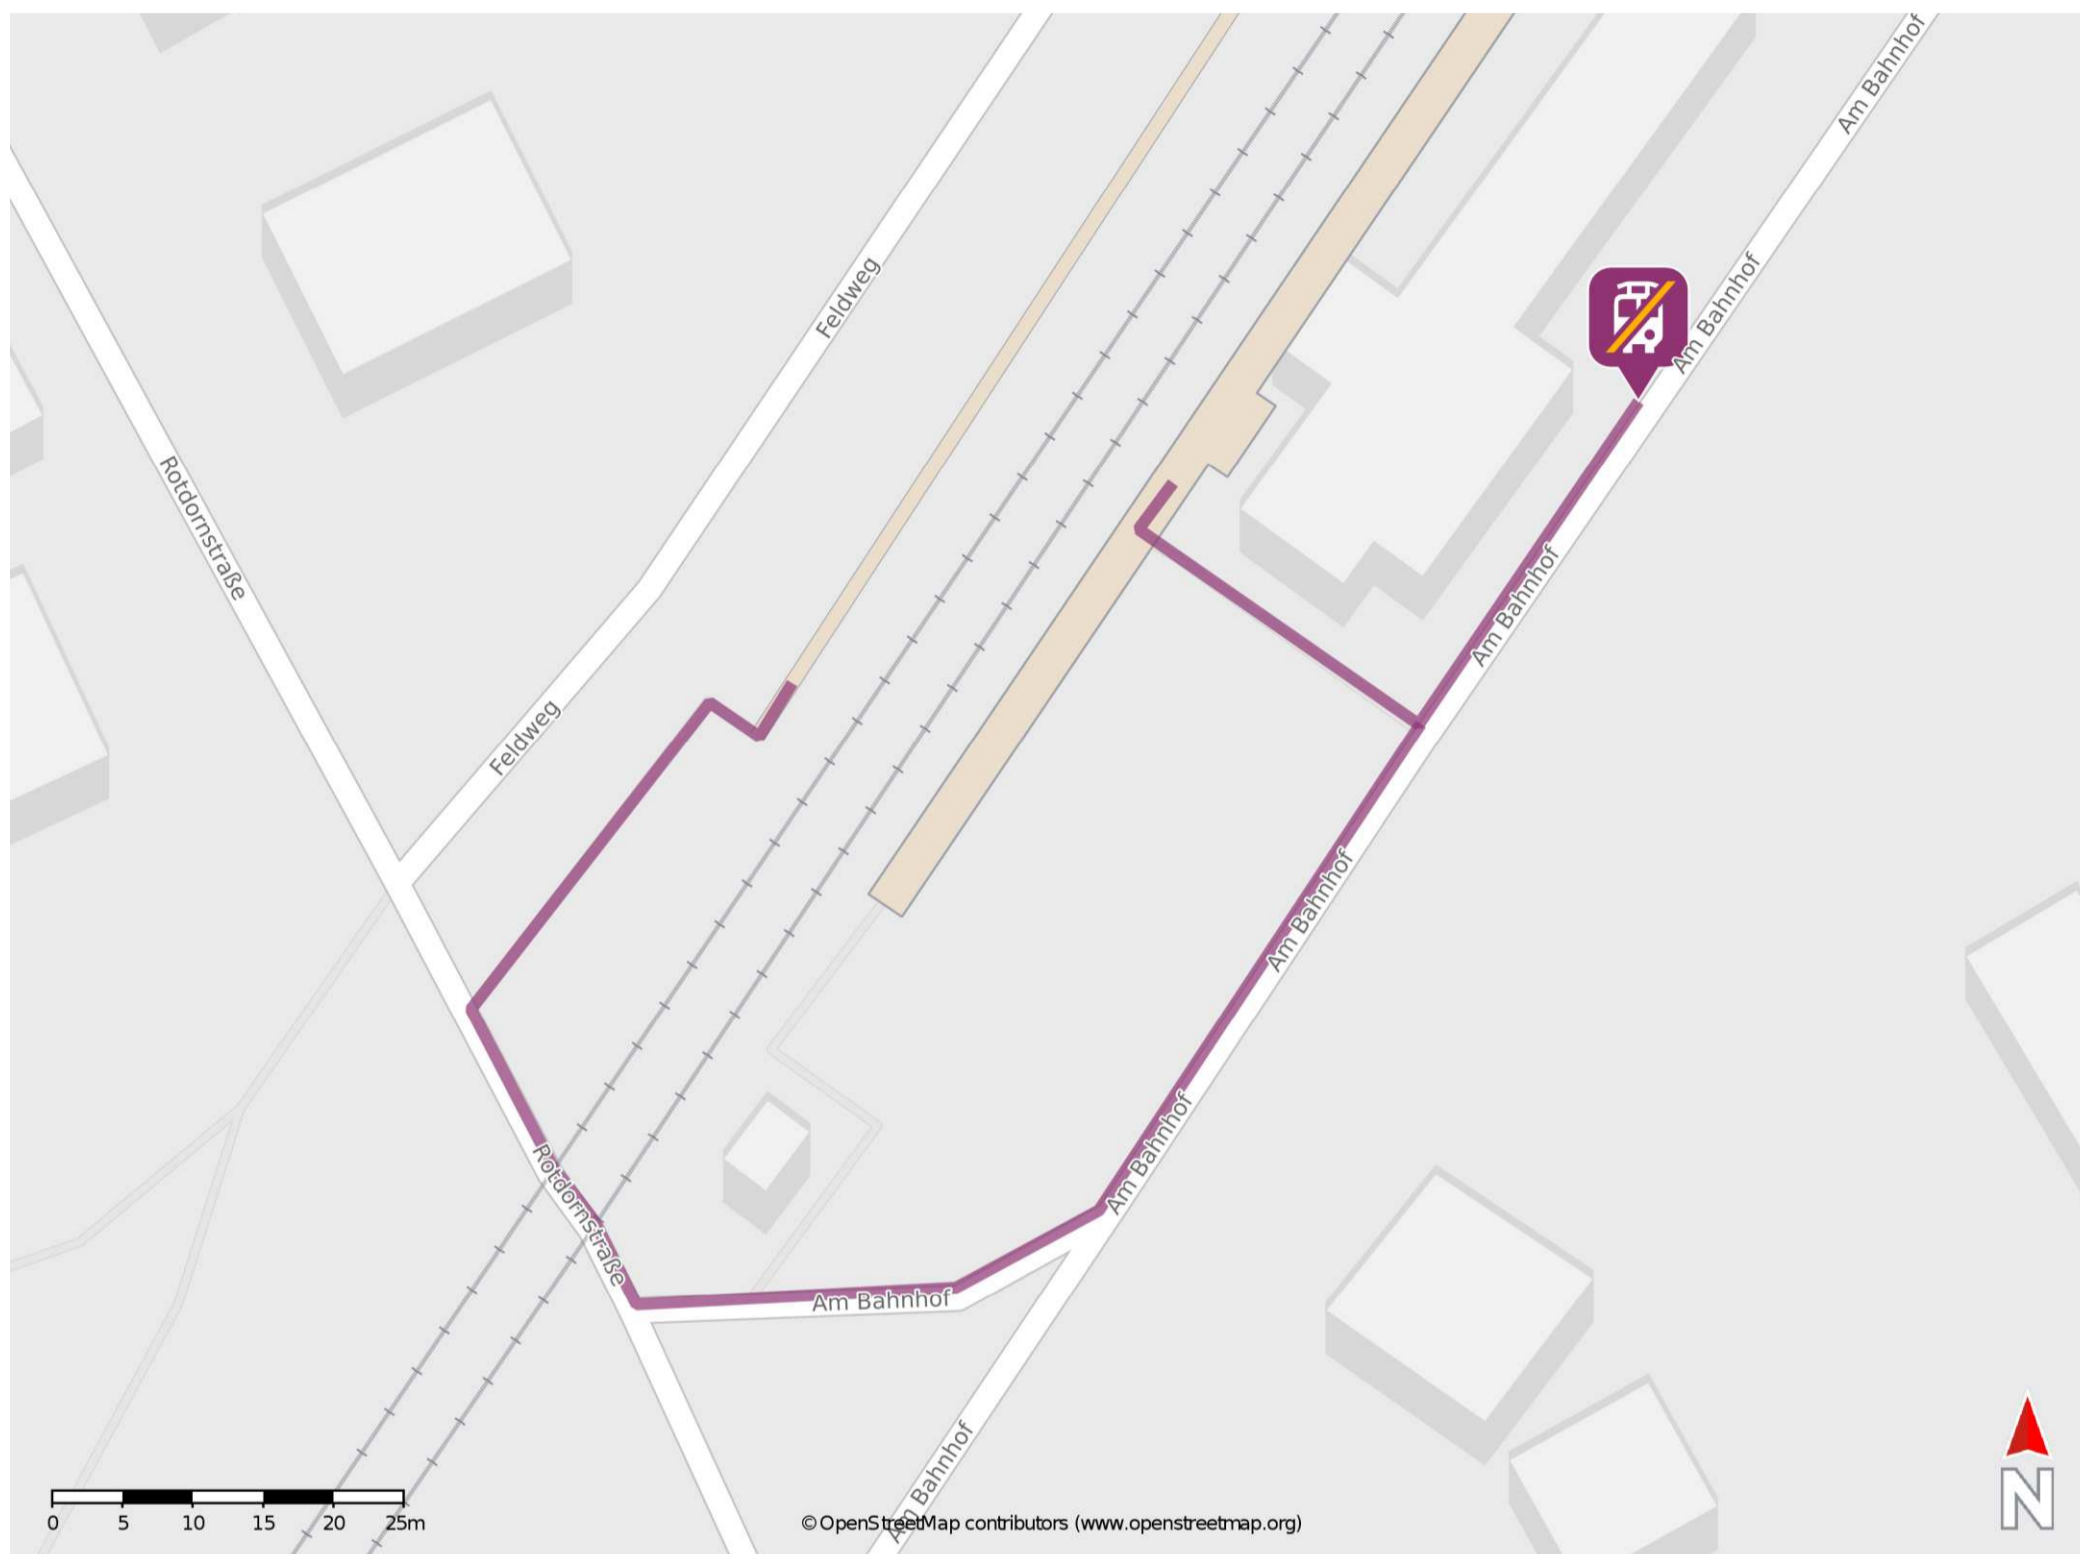 Am Bahnhof
Feldweg
Am Bahnhof
Rotdornstraße
Am Bahnhof
Feldweg
Am Bahnhof
Am Bahnhof
Rotdornstraße
Am Bahnhof
Am Bahnhof
0 5 10 15 20 25m
© OpenStreetMap contributors (www.openstreetmap.org)
N